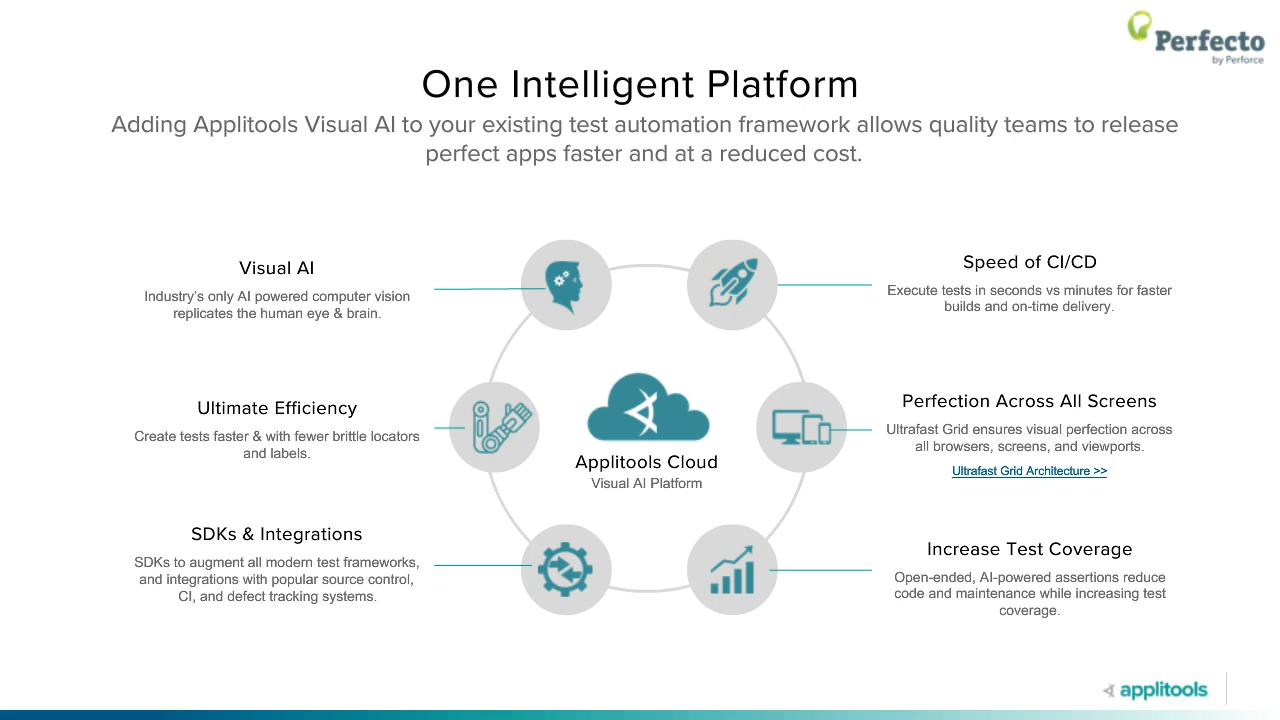 Perfecto
by Perforce
One Intelligent Platform
Adding Applitools Visual AI to your existing test automation framework allows quality teams to release
perfect apps faster and at a reduced cost.
Visual AI
Industry's only AI powered computer vision
replicates the human eye & brain.
Speed of CI/CD
Execute tests in seconds vs minutes for faster
builds and on-time delivery.
Ultimate Efficiency
Create tests faster & with fewer brittle locators
and labels.
Applitools Cloud
Visual AI Platform
Perfection Across All Screens
Ultrafast Grid ensures visual perfection across
all browsers, screens, and viewports.
Ultrafast Grid Architecture >>
SDKs & Integrations
SDKs to augment all modern test frameworks,
and integrations with popular source control,
CI, and defect tracking systems.
Increase Test Coverage
Open-ended, AI-powered assertions reduce
code and maintenance while increasing test
coverage.
applitools